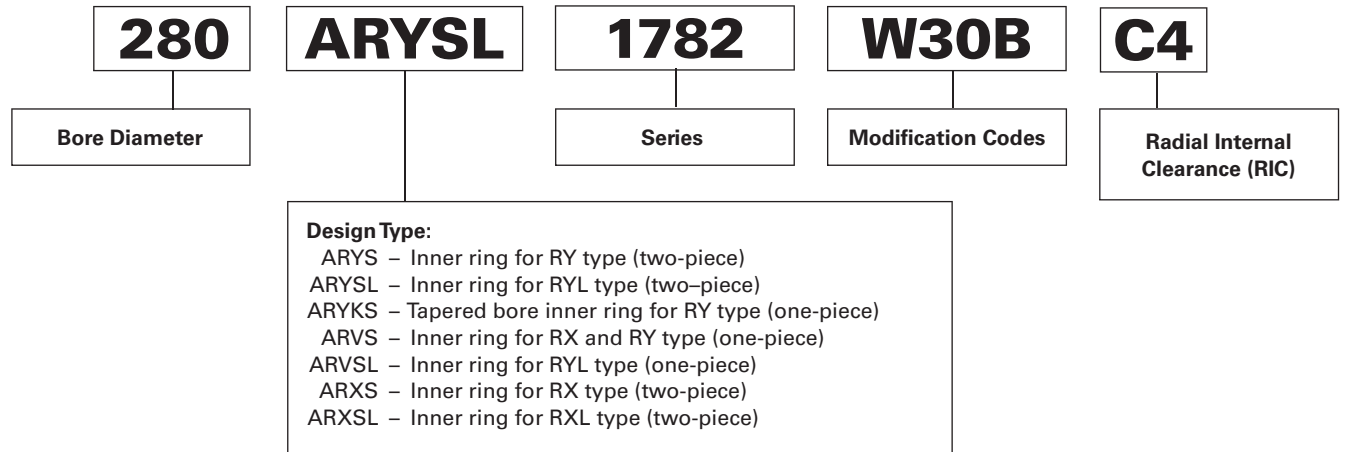 280 ARYSL 1782 W30B C4
Bore Diameter Series Modification Codes Radial Internal
Clearance (RIC)
Design Type:
ARYS – Inner ring for RY type (two-piece)
ARYSL – Inner ring for RYL type (two–piece)
ARYKS – Tapered bore inner ring for RY type (one-piece)
ARVS – Inner ring for RX and RY type (one-piece)
ARVSL – Inner ring for RYL type (one-piece)
ARXS – Inner ring for RX type (two-piece)
ARXSL – Inner ring for RXL type (two-piece)